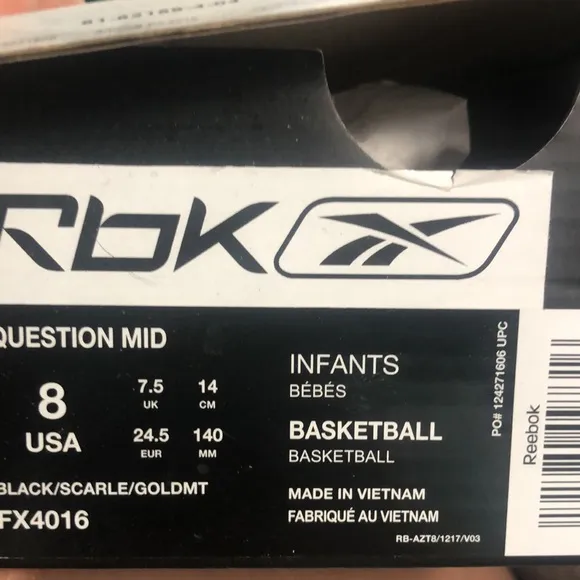 Rbk
QUESTION MID
8
USA
7.5
UK
14
CM
24.5
EUR
140
MM
BLACK/SCARLE/GOLDMT
FX4016
INFANTS
BÉBÉS
BASKETBALL
BASKETBALL
MADE IN VIETNAM
FABRIQUÉ AU VIETNAM
RB-AZT8/1217/V03
PO# 124271606 UPC
Reebok